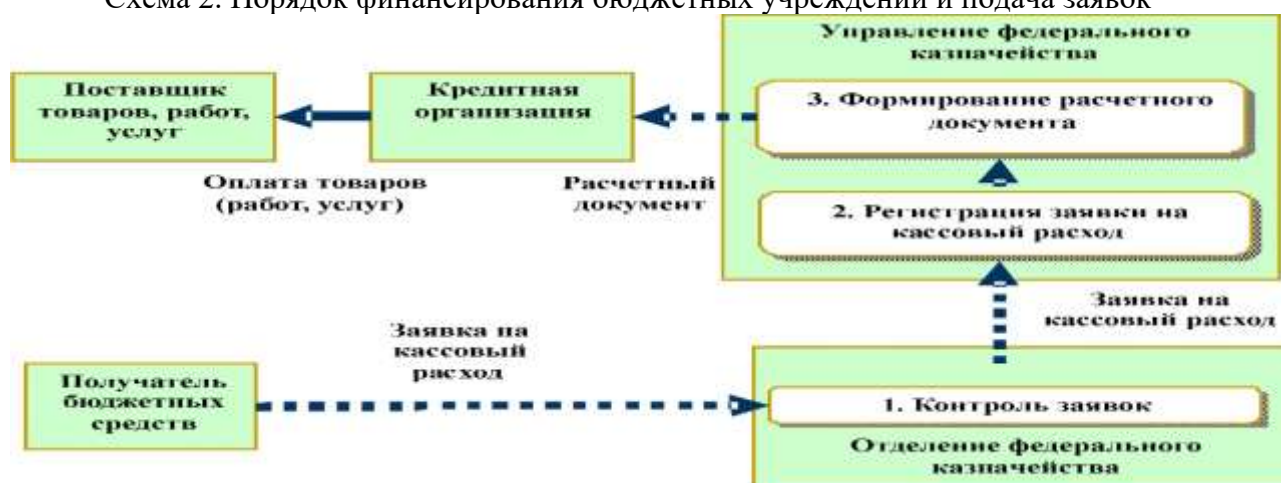 Схема 2. Порядок финансирования бюджетных учреждений и подача заявок
Управление федерального
казначейства
Поставщик
товаров, работ,
услуг
Кредитная
организация
3. Формирование расчетного
документа
Оплата товаров
(работ, услуг)
Расчетный
документ
2. Регистрация заявки на
кассовый расход
Заявка на
кассовый расход
Заявка на
кассовый
расход
Получатель
бюджетных
средств
1. Контроль заявок
Отделение федерального
казначейства